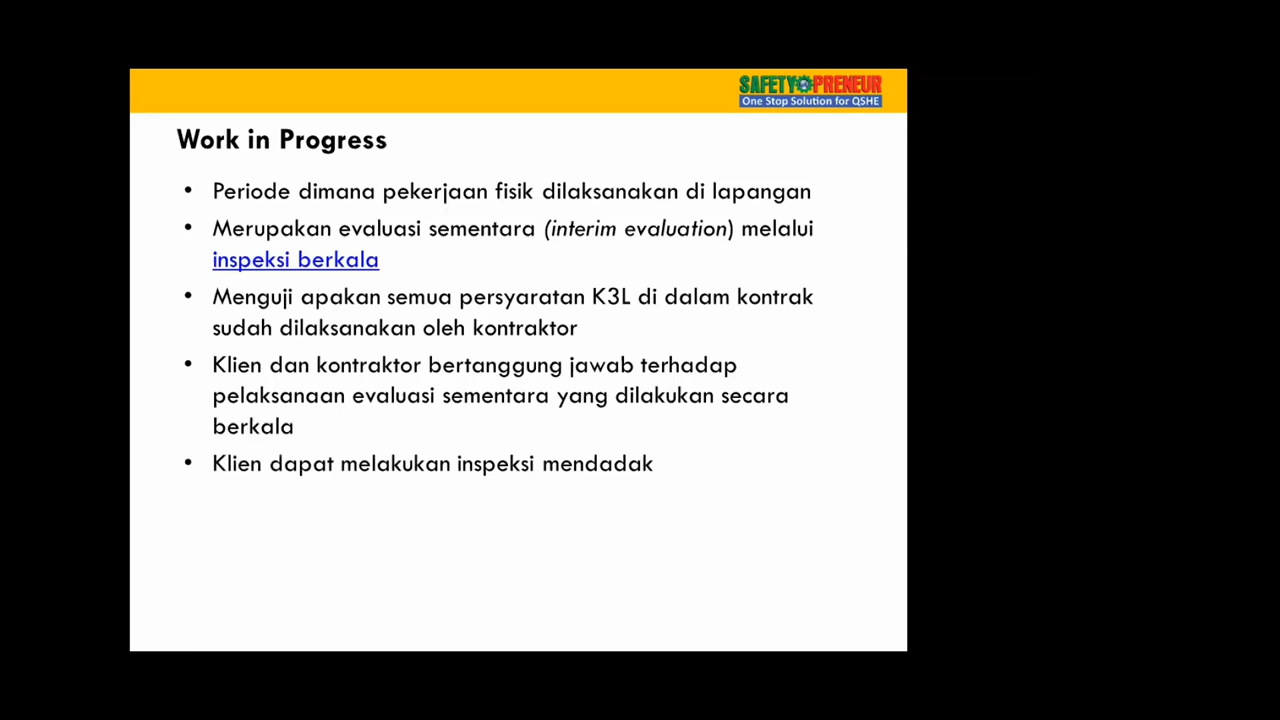 SAFETY PRENEUR
One Stop Solution for QSHE
Work in Progress
• Periode dimana pekerjaan fisik dilaksanakan di lapangan
• Merupakan evaluasi sementara (interim evaluation) melalui
inspeksi berkala
• Menguji apakan semua persyaratan K3L di dalam kontrak
sudah dilaksanakan oleh kontraktor
• Klien dan kontraktor bertanggung jawab terhadap
pelaksanaan evaluasi sementara yang dilakukan secara
berkala
• Klien dapat melakukan inspeksi mendadak